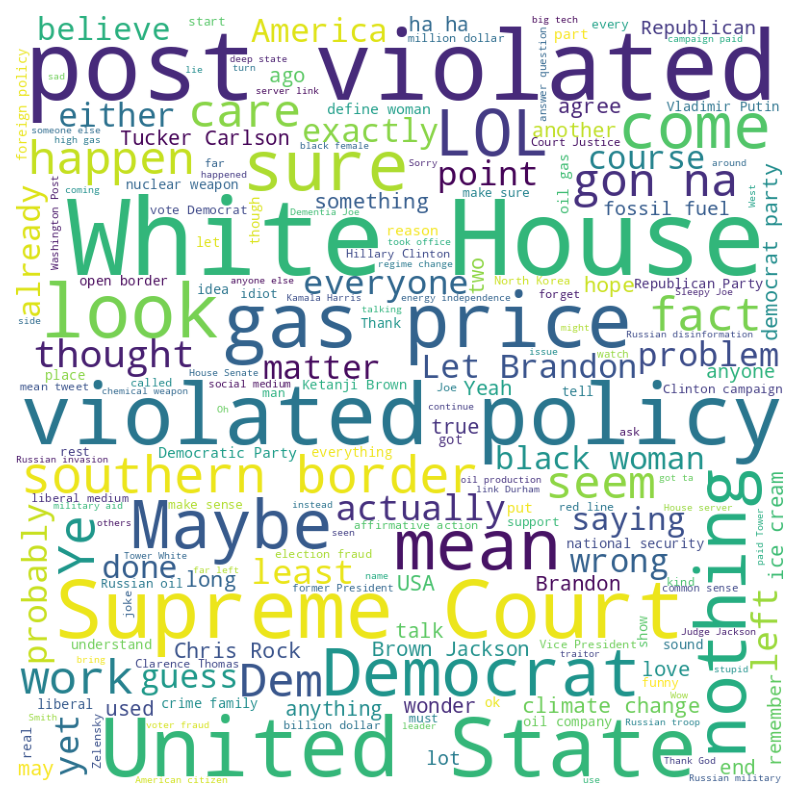 believe start America ha ha million dollar big tech every part Republican campaign paid
post violated
foreign policy sad deep state lie turn server link ago answer question
either care define woman agree Vladimir Putin
someone else high gas Tucker Carlson exactly LOL another Court Justice come
happen far happened black female Sorry point course around
nuclear weapon sure something make sure oil gas gon na
already Washington Post vote Democrat though Dementia Joe reason fossil fuel West democrat party
let took office
White House
Hillary Clinton regime change two
open border idea anyone else everyone North Korea hope Republican Party
look idiot Kamala Harris energy independence forget Sleepy Joe fact
side gas price talking Thank might Russian disinformation
thought matter Let Brandon issue watch problem
place House Senate anyone
mean tweet called chemical weapon social medium man Ketanji Brown Joe Yeah tell Clinton campaign
Oh continue true got ask
violated policy
rest Democratic Party everything black woman
Russian invasion southern border oil production link Durham seem got ta
liberal medium military aid make sense instead actually put red line House server nothing
others Maybe affirmative action support saying paid Tower ice cream
probably Ye seen mean national security
done Tower White election fraud wrong
Russian oil far left least name kind common sense
long former President USA Brandon
joke Supreme Court left
understand Chris Rock talk Vice President show sound Judge Jackson
bring Clarence Thomas Brown Jackson traitor love stupid
work guess Dem Democrat funny Wow remember
liberal crime family anything wonder ok climate change
yet used billion dollar must oil company
Smith real Zelensky voter fraud leader Russian troop
United State
may lot Thank God end
American citizen use Russian military